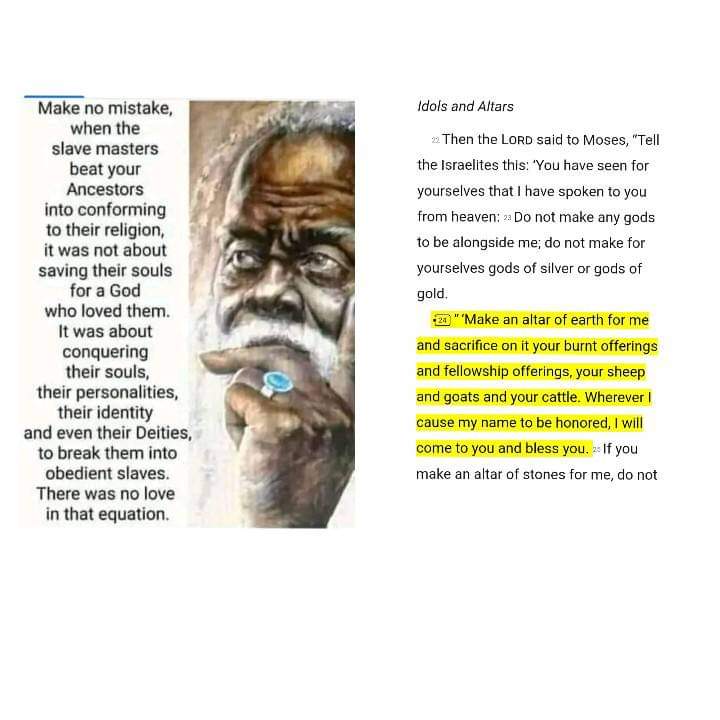 Make no mistake,
when the
slave masters
beat your
Ancestors
into conforming
to their religion,
it was not about
saving their souls
for a God
who loved them.
It was about
conquering
their souls,
their personalities,
their identity
and even their Deities,
to break them into
obedient slaves.
There was no love
in that equation.
Idols and Altars
22 Then the LORD said to Moses, “Tell
the Israelites this: ‘You have seen for
yourselves that I have spoken to you
from heaven: 23 Do not make any gods
to be alongside me; do not make for
yourselves gods of silver or gods of
gold.
24 “ ‘Make an altar of earth for me
and sacrifice on it your burnt offerings
and fellowship offerings, your sheep
and goats and your cattle. Wherever I
cause my name to be honored, I will
come to you and bless you. 25 If you
make an altar of stones for me, do not